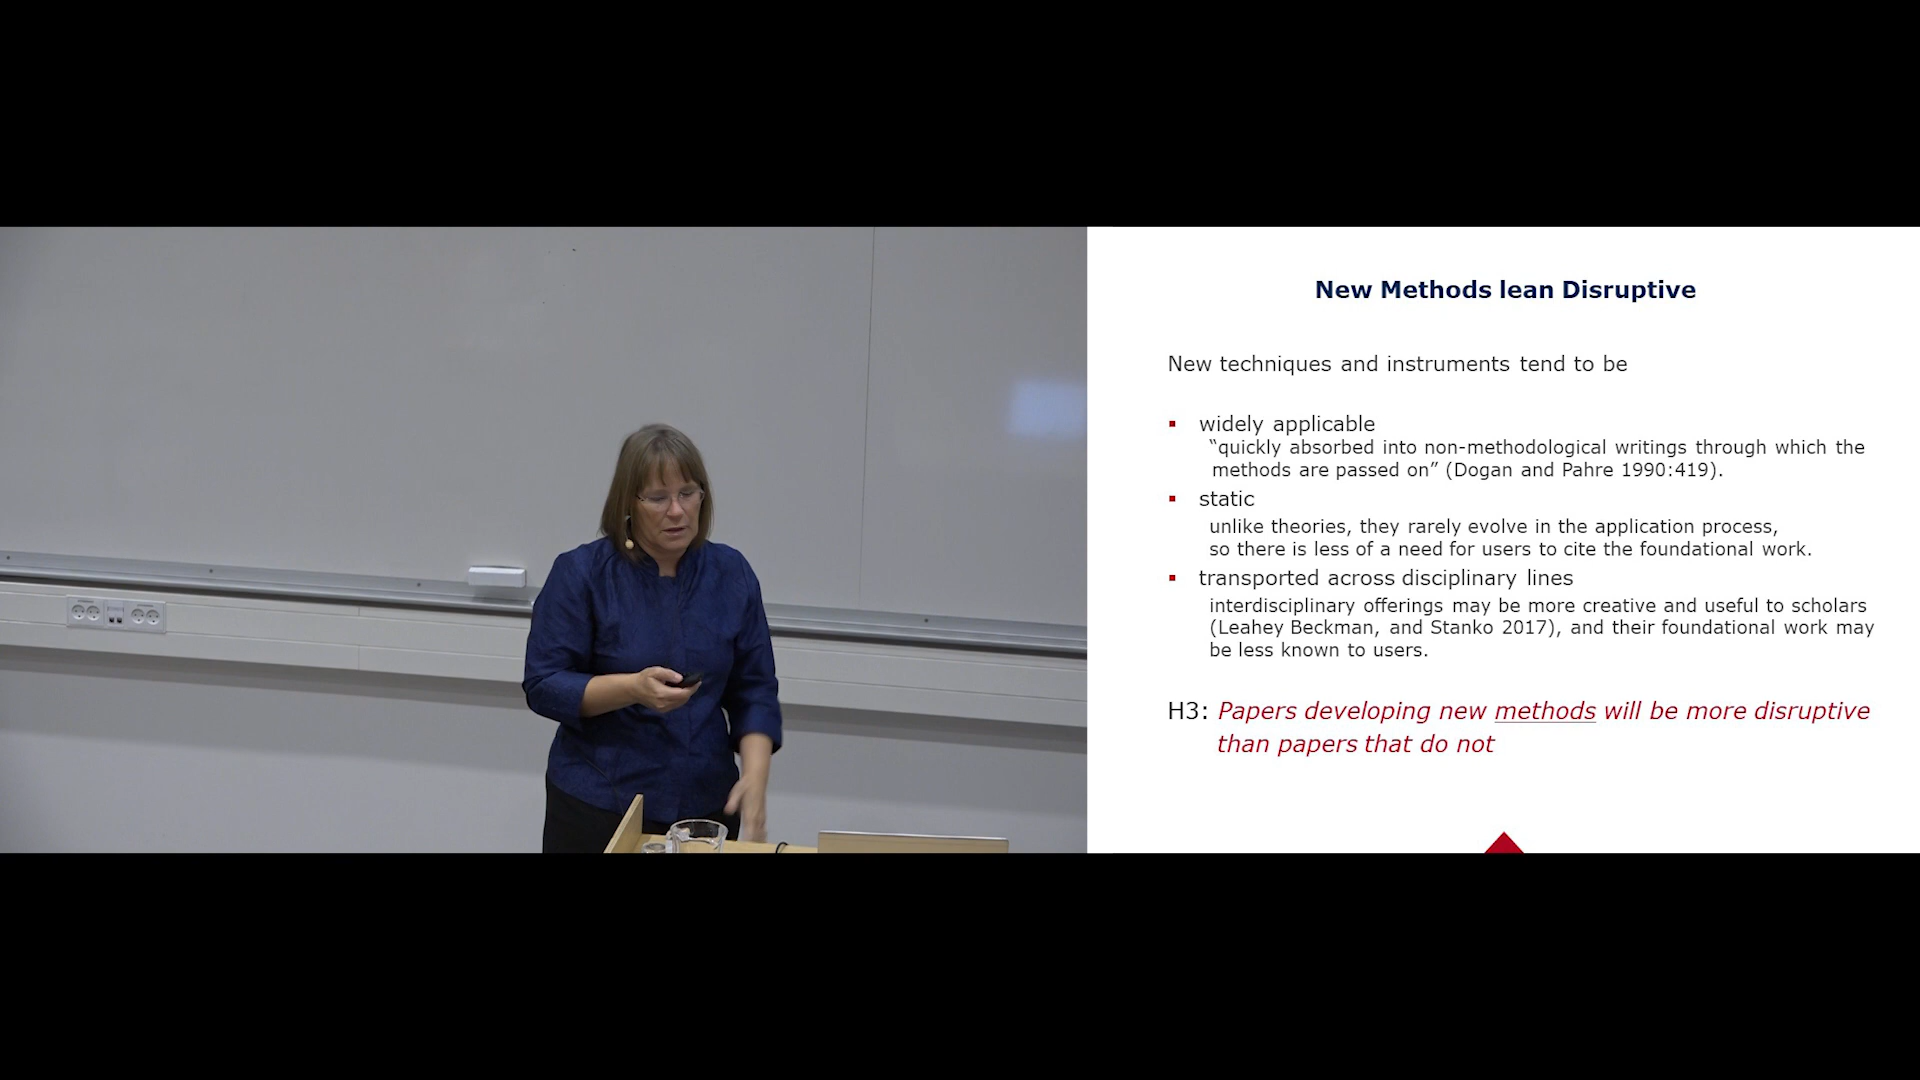 New Methods lean Disruptive
New techniques and instruments tend to be
▪ widely applicable
“quickly absorbed into non-methodological writings through which the
methods are passed on” (Dogan and Pahre 1990:419).
▪ static
unlike theories, they rarely evolve in the application process,
so there is less of a need for users to cite the foundational work.
▪ transported across disciplinary lines
interdisciplinary offerings may be more creative and useful to scholars
(Leahey Beckman, and Stanko 2017), and their foundational work may
be less known to users.
H3: Papers developing new methods will be more disruptive
than papers that do not